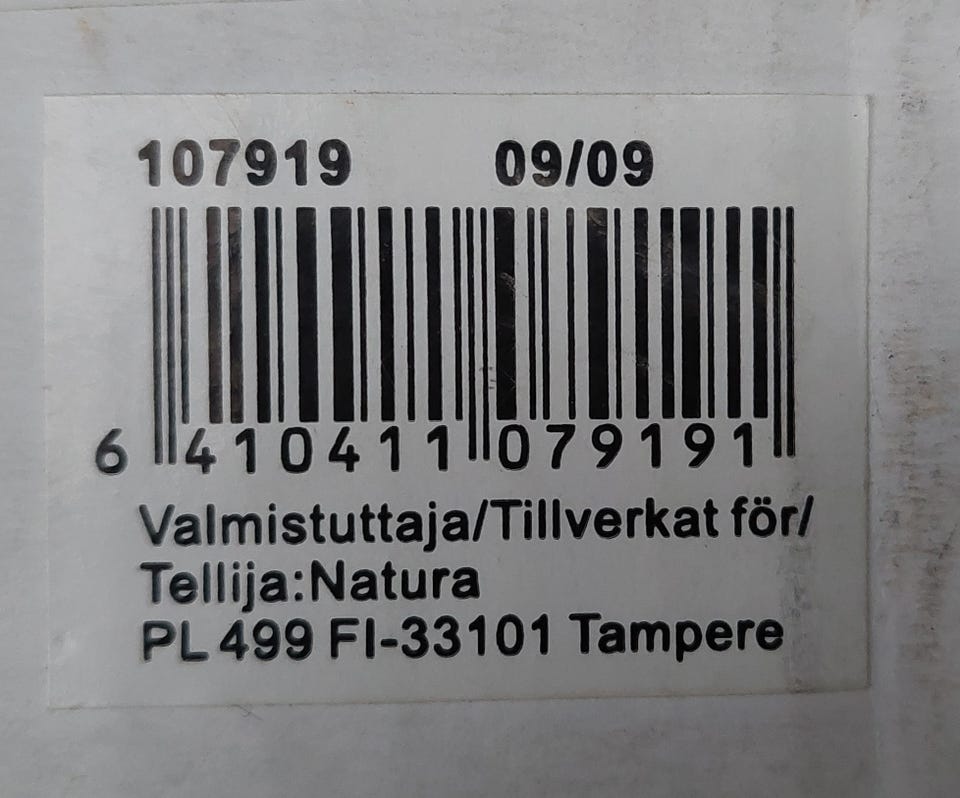 107919 09/09
6 410411 079191
Valmistuttaja/Tillverkat för/
Tellija:Natura
PL 499 FI-33101 Tampere